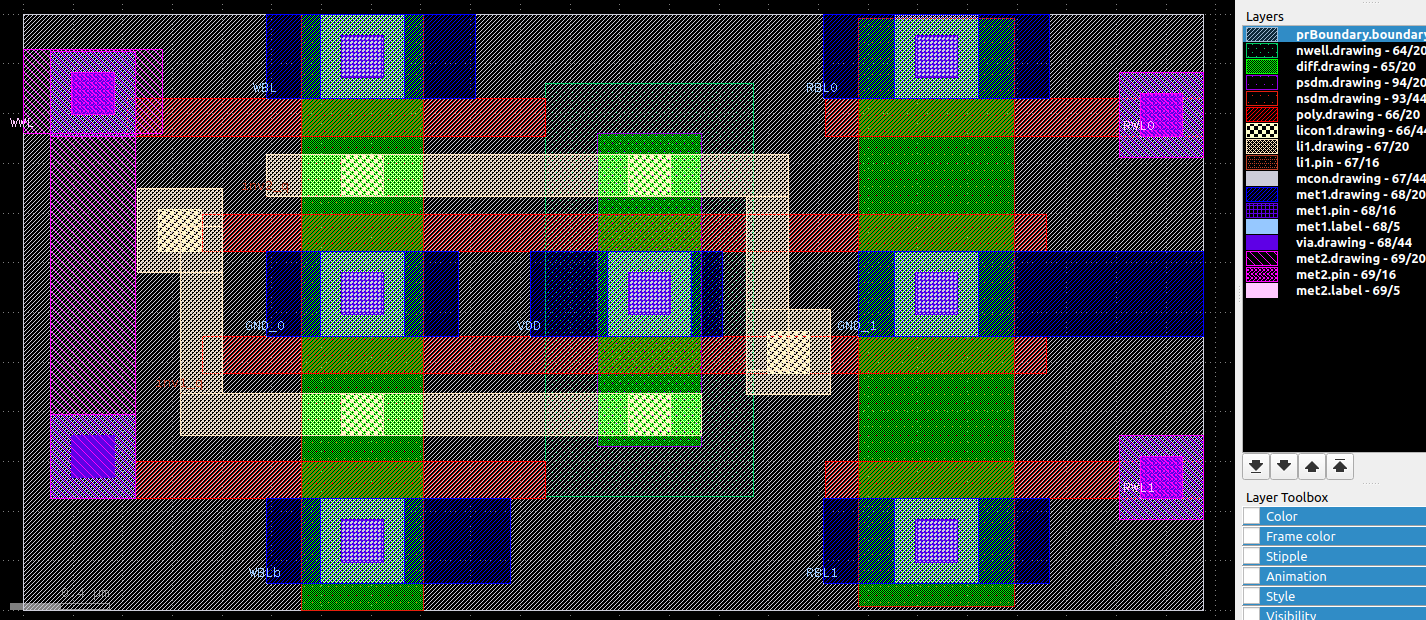 WBL
RBL0
WWL
RWL0
GND_0
VDD
GND_1
RWL1
WBLb
RBL1
0.4 µm
Layers
prBoundary.boundary
nwell.drawing - 64/20
diff.drawing - 65/20
psdm.drawing - 94/20
nsdm.drawing - 93/44
poly.drawing - 66/20
licon1.drawing - 66/44
li1.drawing - 67/20
li1.pin - 67/16
mcon.drawing - 67/44
met1.drawing - 68/20
met1.pin - 68/16
met1.label - 68/5
via.drawing - 68/44
met2.drawing - 69/20
met2.pin - 69/16
met2.label - 69/5
Layer Toolbox
Color
Frame color
Stipple
Animation
Style
Visibility